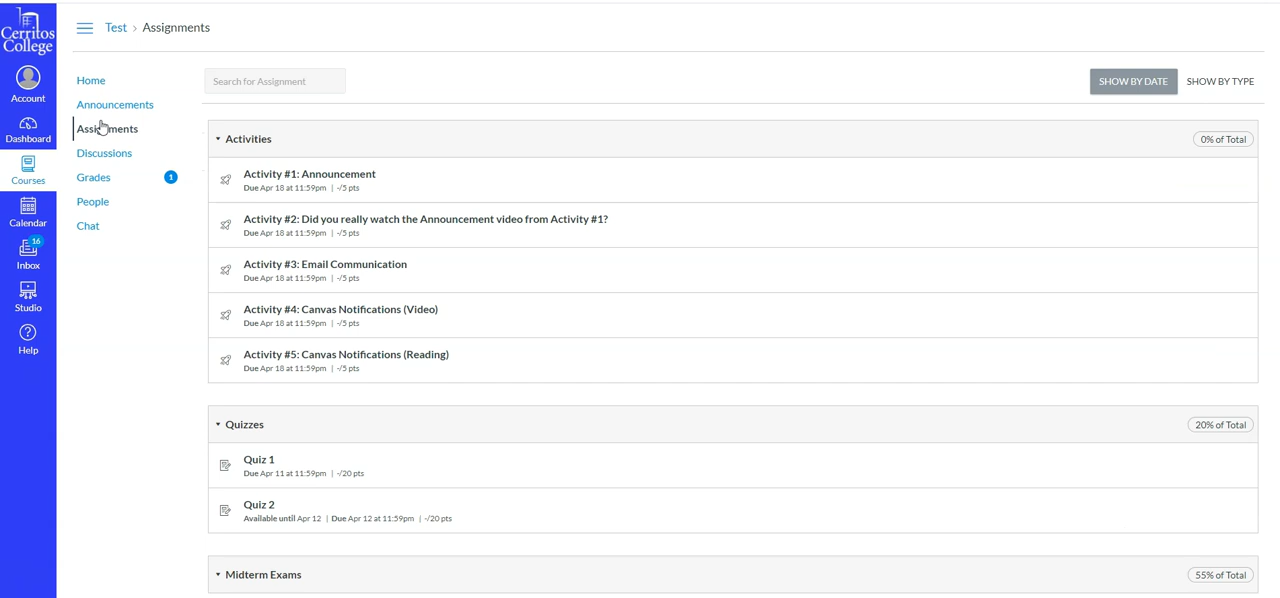 Cerritos
College
Account
Dashboard
Courses
Calendar
16
Inbox
Studio
Help
Test › Assignments
Home
Announcements
Assignments
Discussions
Grades 1
People
Chat
Search for Assignment
SHOW BY DATE SHOW BY TYPE
Activities 0% of Total
Activity #1: Announcement
Due Apr 18 at 11:59pm | -/5 pts
Activity #2: Did you really watch the Announcement video from Activity #1?
Due Apr 18 at 11:59pm | -/5 pts
Activity #3: Email Communication
Due Apr 18 at 11:59pm | -/5 pts
Activity #4: Canvas Notifications (Video)
Due Apr 18 at 11:59pm | -/5 pts
Activity #5: Canvas Notifications (Reading)
Due Apr 18 at 11:59pm | -/5 pts
Quizzes 20% of Total
Quiz 1
Due Apr 11 at 11:59pm | -/20 pts
Quiz 2
Available until Apr 12 | Due Apr 12 at 11:59pm | -/20 pts
Midterm Exams 55% of Total